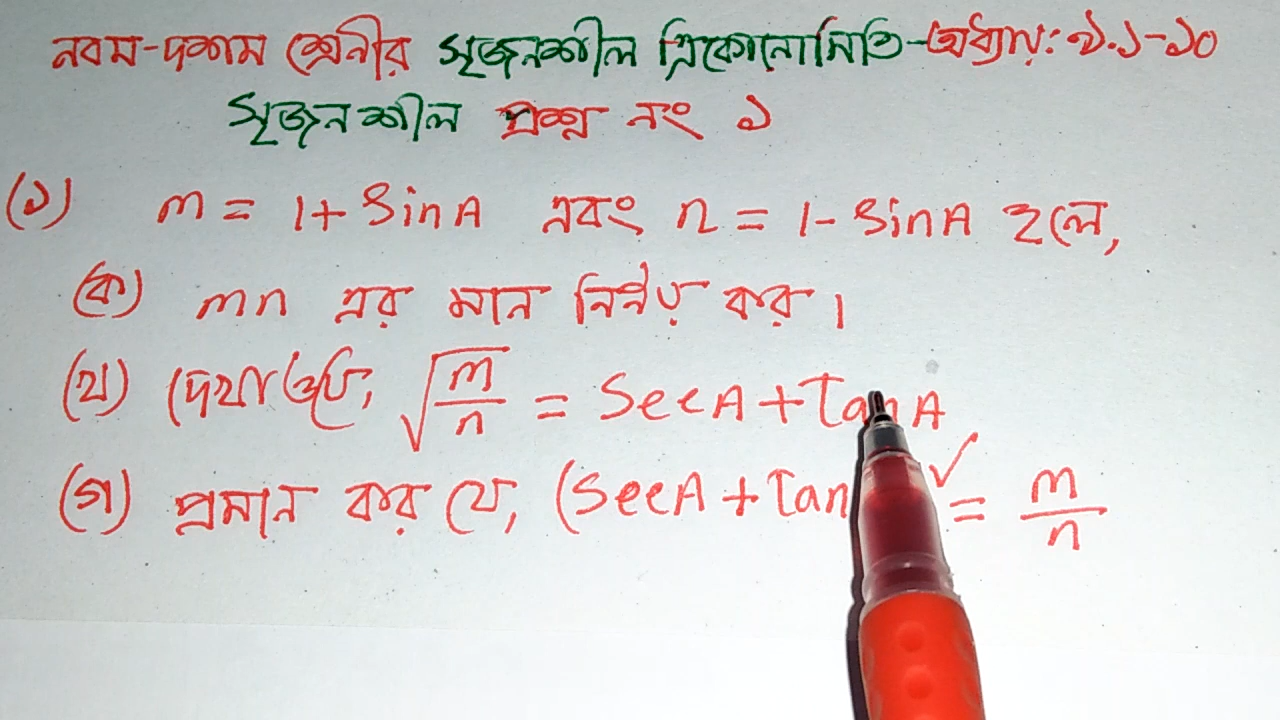 নবম-দশম শ্রেনীর সৃজনশীল ত্রিকোনোমিতি-অধ্যায়: ৯.১-১০
সৃজনশীল প্রশ্ন নং ১
(১) m = 1 + sinA এবং n = 1 - sinA হলে,
(ক) mn এর মান নির্নয় কর।
(খ) দেখাওযে, √(m/n) = SecA + TanA
(গ) প্রমান কর যে, (SecA + Tan = m/n